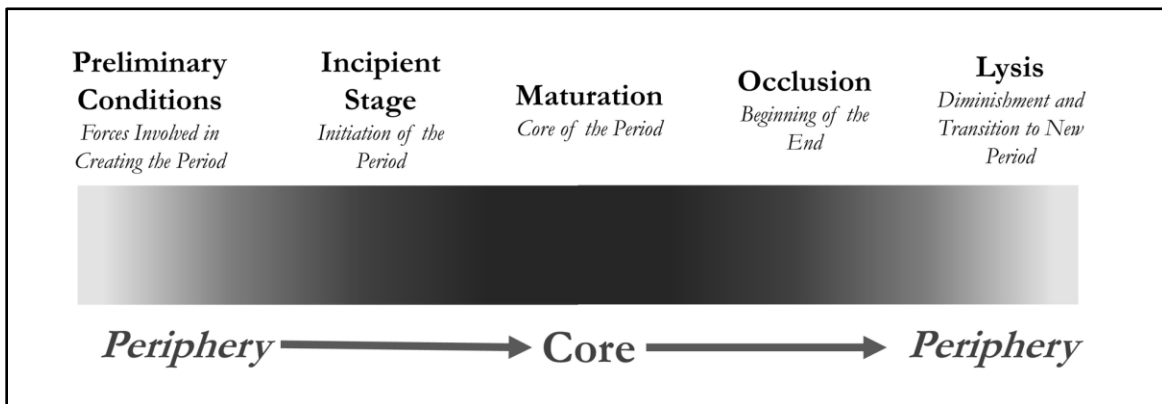 Preliminary
Conditions
Forces Involved in
Creating the Period
Incipient
Stage
Initiation of the
Period
Maturation
Core of the Period
Occlusion
Beginning of the
End
Lysis
Diminishment and
Transition to New
Period
Periphery
Core
Periphery